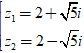 z₁ = 2 + √5i
z₂ = 2 − √5i